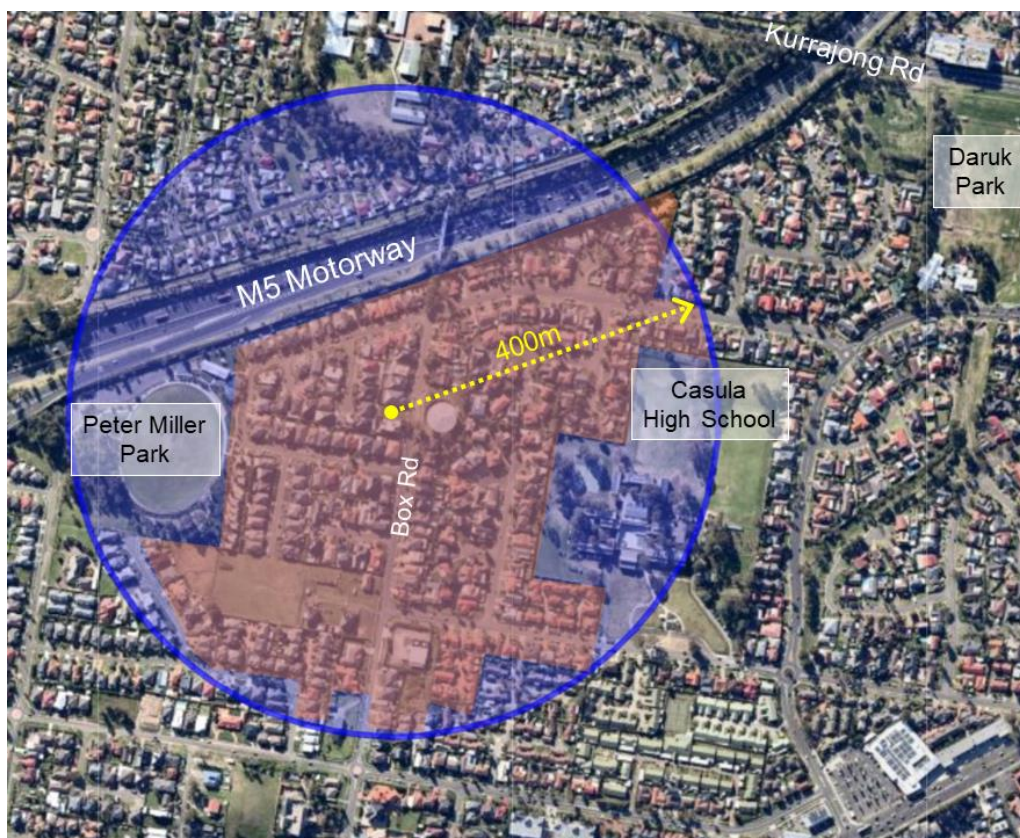 Kurrajong Rd
Daruk
Park
M5 Motorway
400m
Casula
High School
Peter Miller
Park
Box Rd